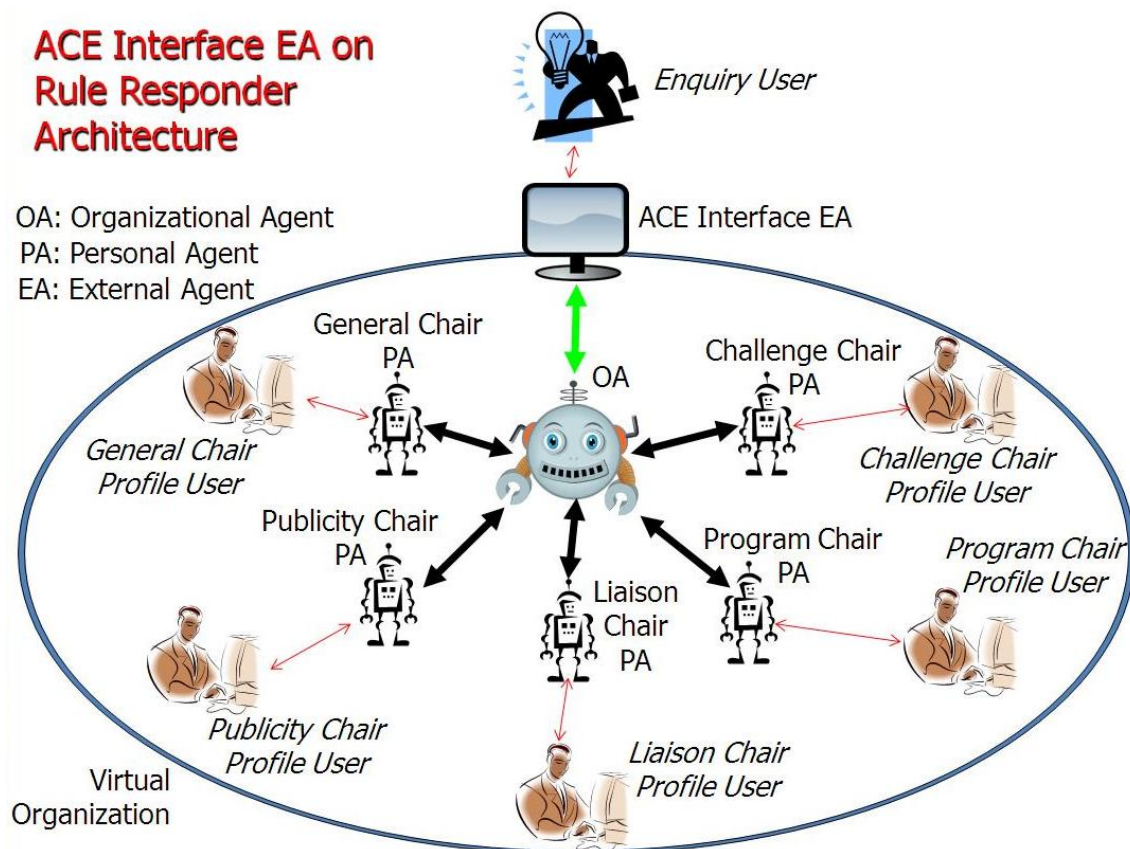 ACE Interface EA on
Rule Responder
Architecture
Enquiry User
OA: Organizational Agent
PA: Personal Agent
EA: External Agent
ACE Interface EA
General Chair
PA
OA
Challenge Chair
PA
General Chair
Profile User
Challenge Chair
Profile User
Publicity Chair
PA
Liaison
Chair
PA
Program Chair
PA
Program Chair
Profile User
Publicity Chair
Profile User
Liaison Chair
Profile User
Virtual
Organization